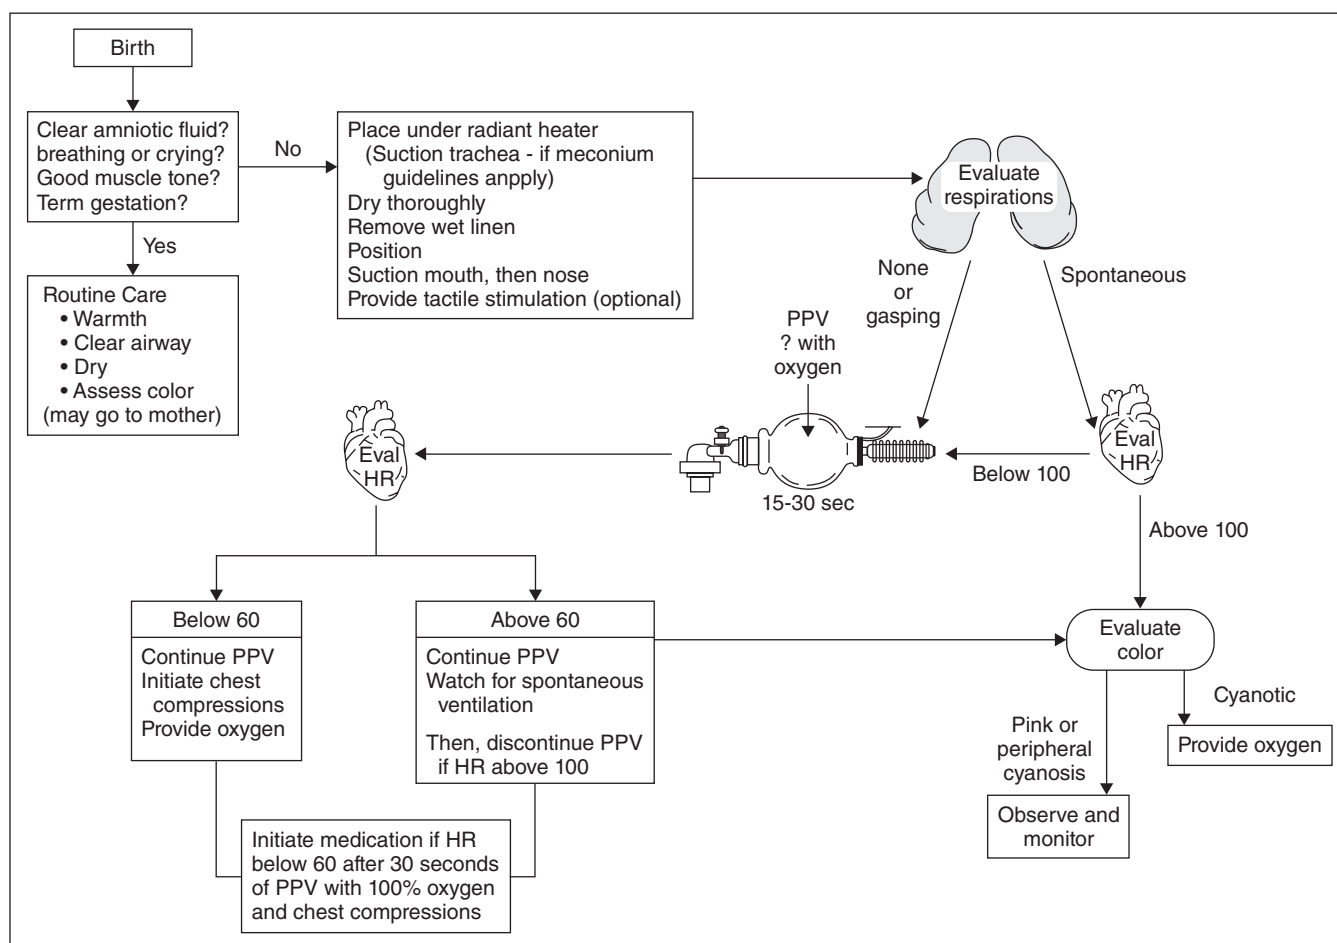 Birth
Clear amniotic fluid?
breathing or crying?
Good muscle tone?
Term gestation?
No
Yes
Routine Care
• Warmth
• Clear airway
• Dry
• Assess color
(may go to mother)
Place under radiant heater
(Suction trachea - if meconium
guidelines anpply)
Dry thoroughly
Remove wet linen
Position
Suction mouth, then nose
Provide tactile stimulation (optional)
Evaluate
respirations
None
or
gasping
Spontaneous
PPV
? with
oxygen
15-30 sec
Eval
HR
Below 100
Above 100
Eval
HR
Below 60
Continue PPV
Initiate chest
compressions
Provide oxygen
Above 60
Continue PPV
Watch for spontaneous
ventilation
Then, discontinue PPV
if HR above 100
Initiate medication if HR
below 60 after 30 seconds
of PPV with 100% oxygen
and chest compressions
Evaluate
color
Cyanotic
Provide oxygen
Pink or
peripheral
cyanosis
Observe and
monitor